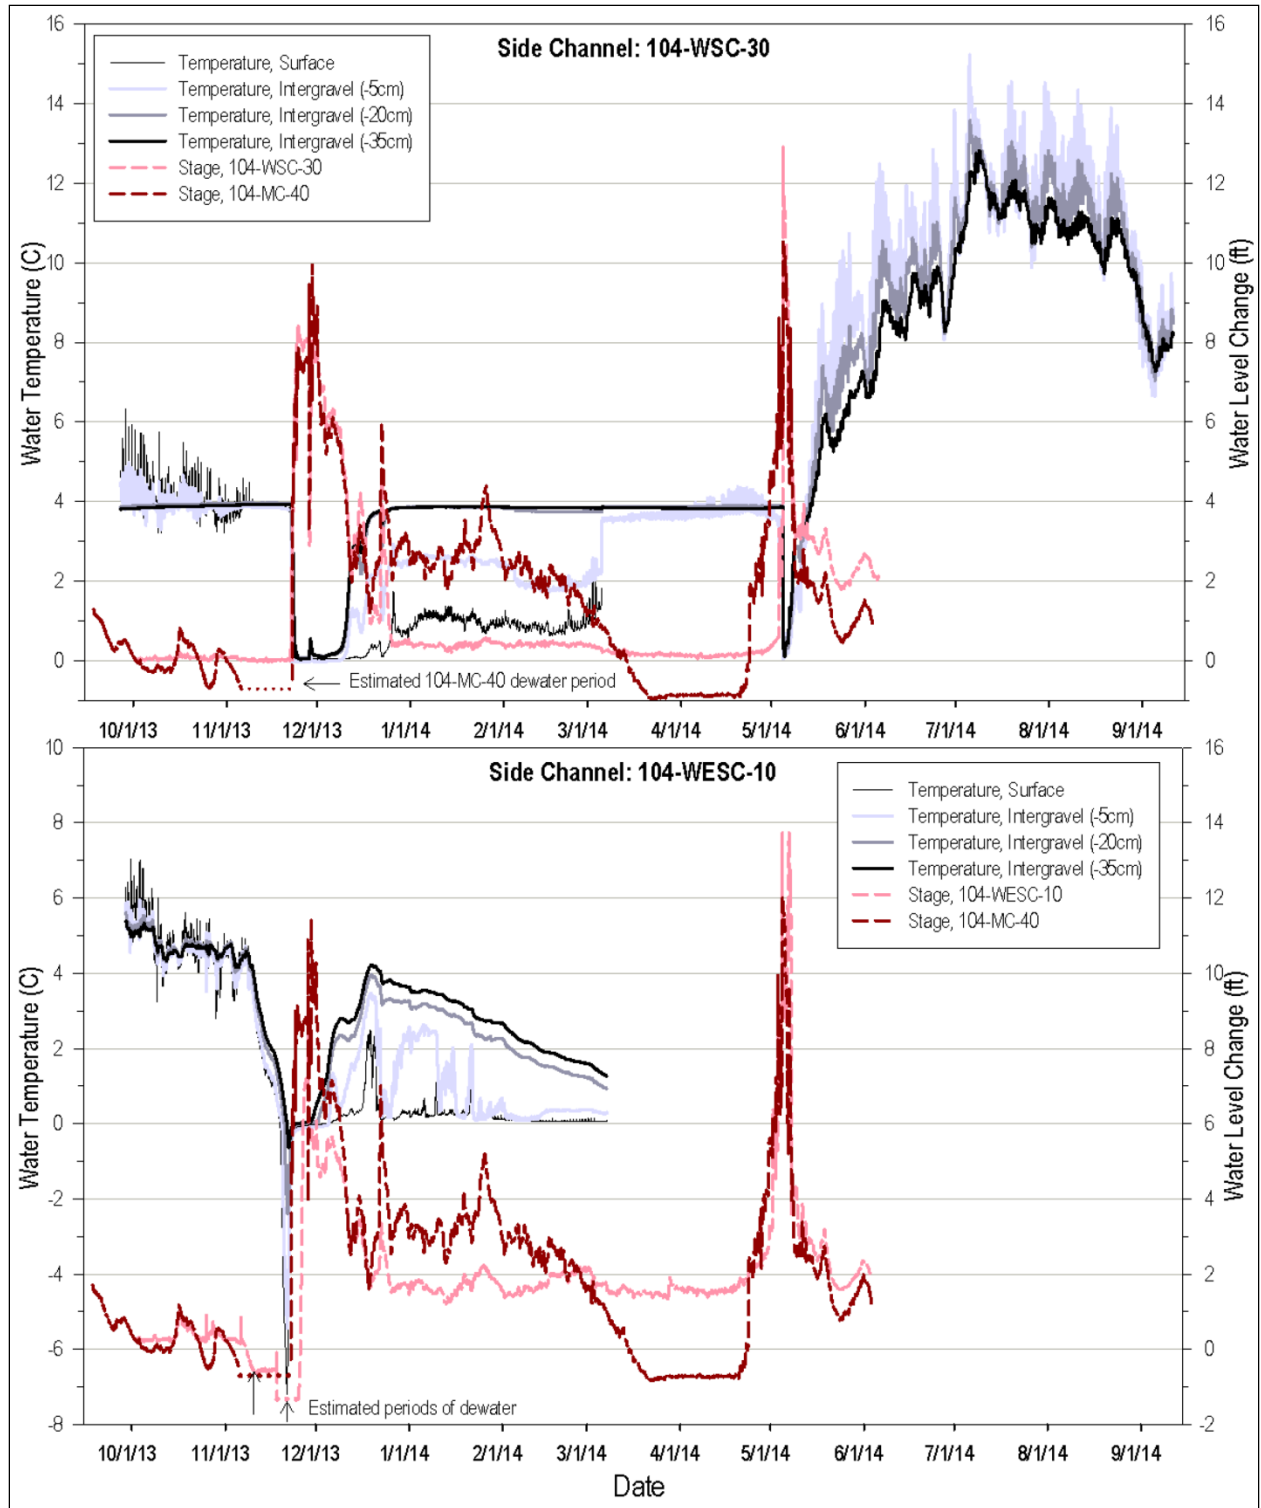 Side Channel: 104-WSC-30
Temperature, Surface
Temperature, Intergravel (-5cm)
Temperature, Intergravel (-20cm)
Temperature, Intergravel (-35cm)
Stage, 104-WSC-30
Stage, 104-MC-40
Water Temperature (C)
16
14
12
10
8
6
4
2
0
Water Level Change (ft)
16
14
12
10
8
6
4
2
0
Estimated 104-MC-40 dewater period
10/1/13 11/1/13 12/1/13 1/1/14 2/1/14 3/1/14 4/1/14 5/1/14 6/1/14 7/1/14 8/1/14 9/1/14
Side Channel: 104-WESC-10
Temperature, Surface
Temperature, Intergravel (-5cm)
Temperature, Intergravel (-20cm)
Temperature, Intergravel (-35cm)
Stage, 104-WESC-10
Stage, 104-MC-40
Water Temperature (C)
10
8
6
4
2
0
-2
-4
-6
-8
Water Level Change (ft)
16
14
12
10
8
6
4
2
0
-2
Estimated periods of dewater
10/1/13 11/1/13 12/1/13 1/1/14 2/1/14 3/1/14 4/1/14 5/1/14 6/1/14 7/1/14 8/1/14 9/1/14
Date